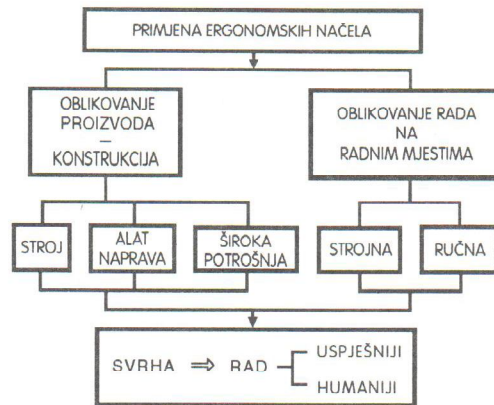 PRIMJENA ERGONOMSKIH NAČELA
OBLIKOVANJE
PROIZVODA
–
KONSTRUKCIJA
OBLIKOVANJE RADA
NA
RADNIM MJESTIMA
STROJ
ALAT
NAPRAVA
ŠIROKA
POTROŠNJA
STROJNA
RUČNA
SVRHA ⇒ RAD
USPJEŠNIJI
HUMANIJI